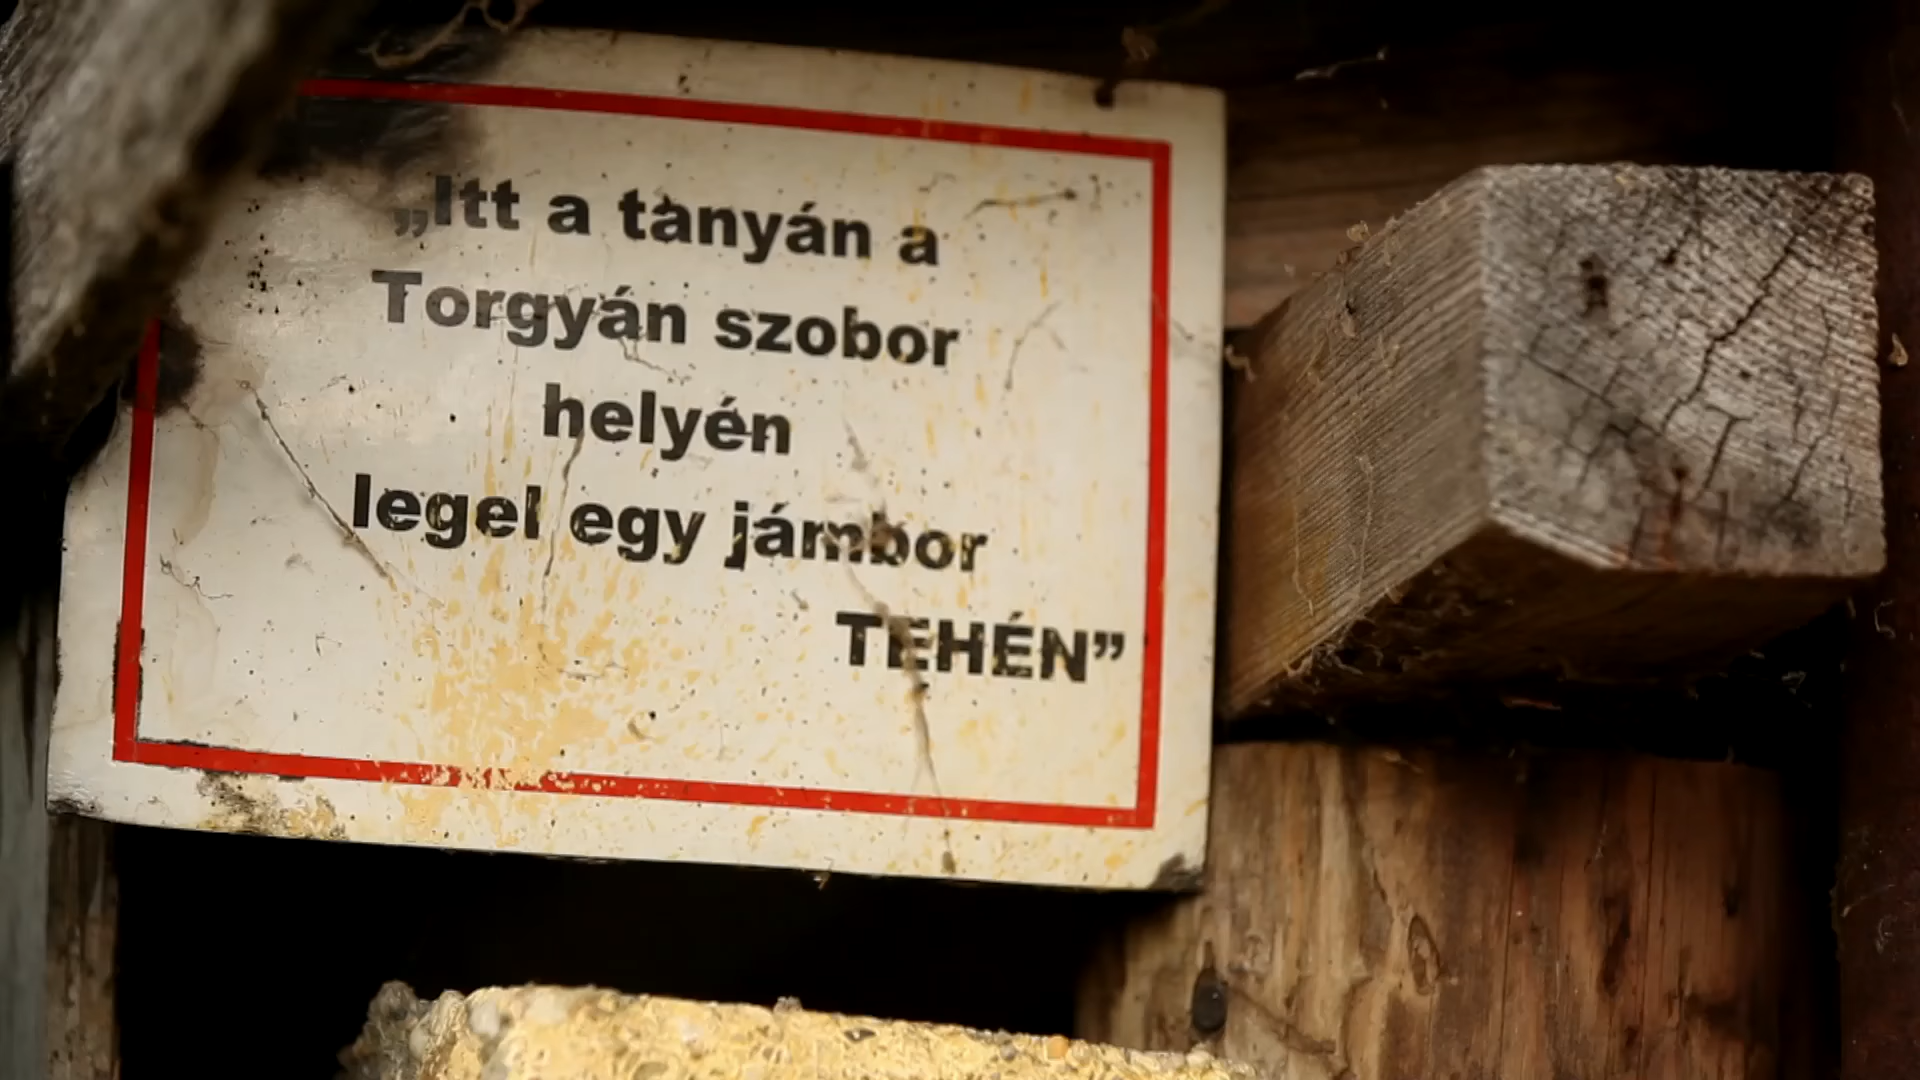 „Itt a tanyán a
Torgyán szobor
helyén
legel egy jámbor
TEHÉN”